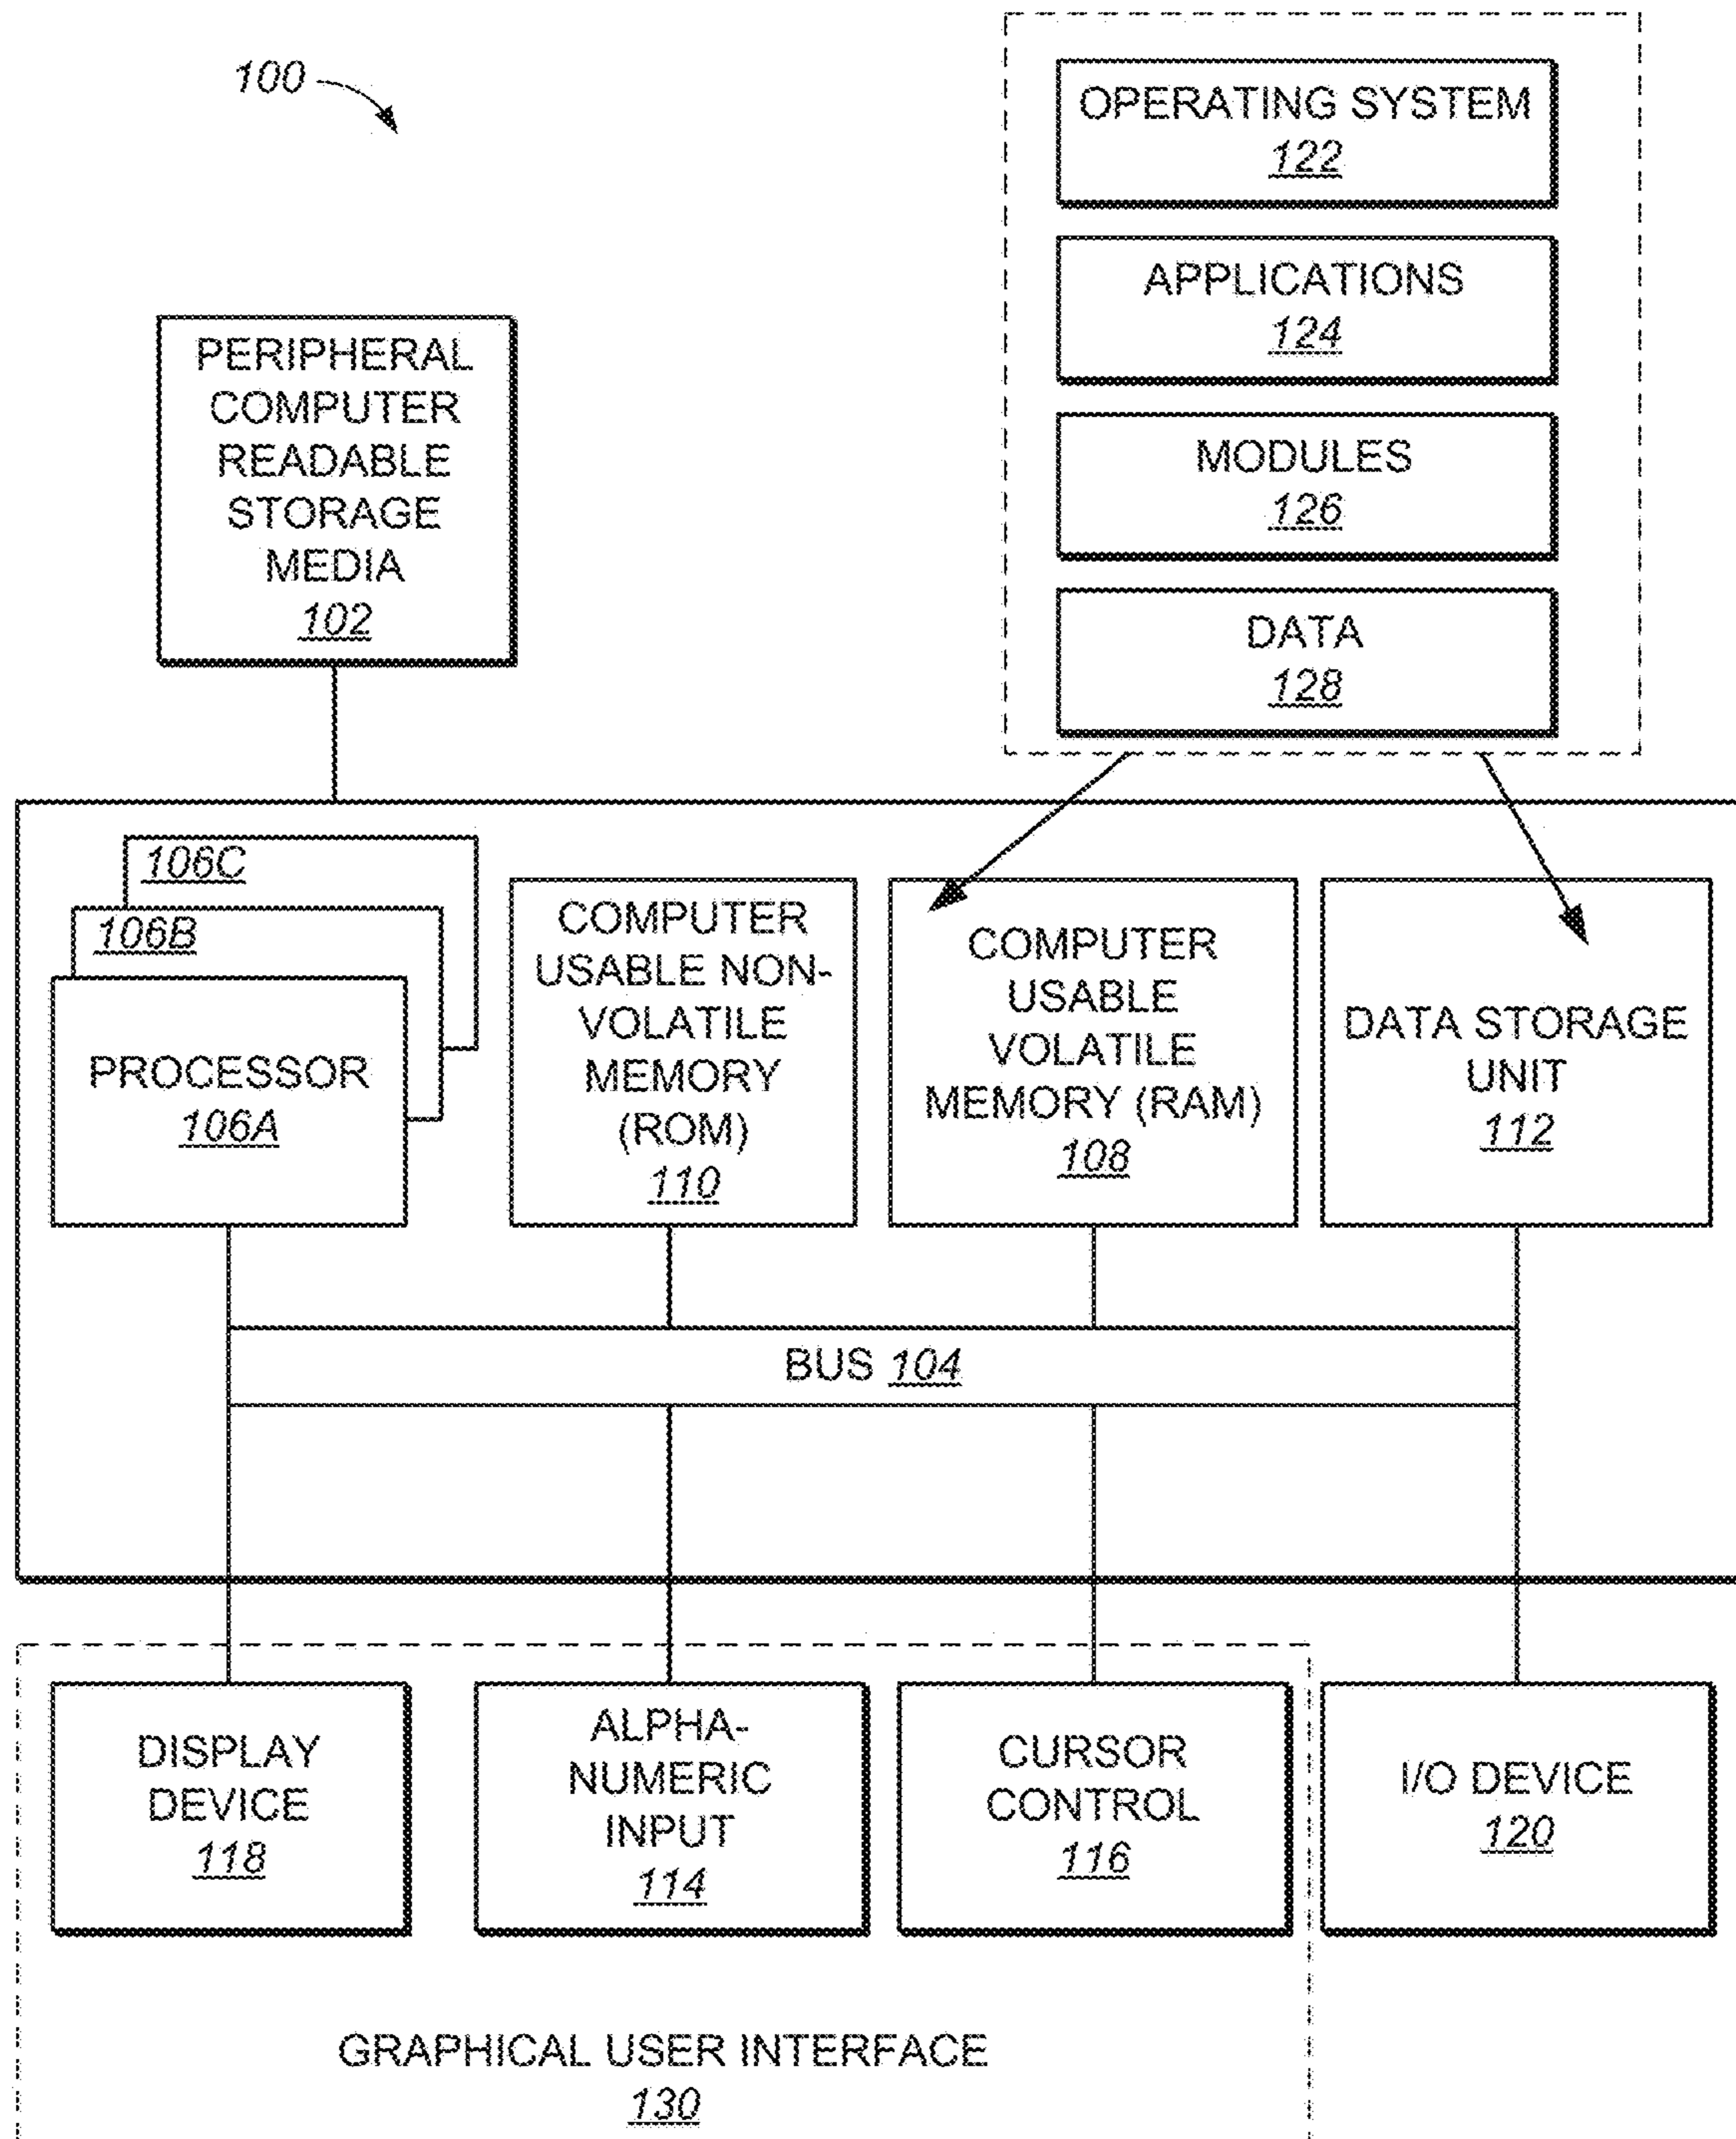 100
OPERATING SYSTEM
122
APPLICATIONS
124
MODULES
126
DATA
128
PERIPHERAL
COMPUTER
READABLE
STORAGE
MEDIA
102
106C
106B
PROCESSOR
106A
COMPUTER
USABLE NON-
VOLATILE
MEMORY
(ROM)
110
COMPUTER
USABLE
VOLATILE
MEMORY (RAM)
108
DATA STORAGE
UNIT
112
BUS 104
DISPLAY
DEVICE
118
ALPHA-
NUMERIC
INPUT
114
CURSOR
CONTROL
116
I/O DEVICE
120
GRAPHICAL USER INTERFACE
130